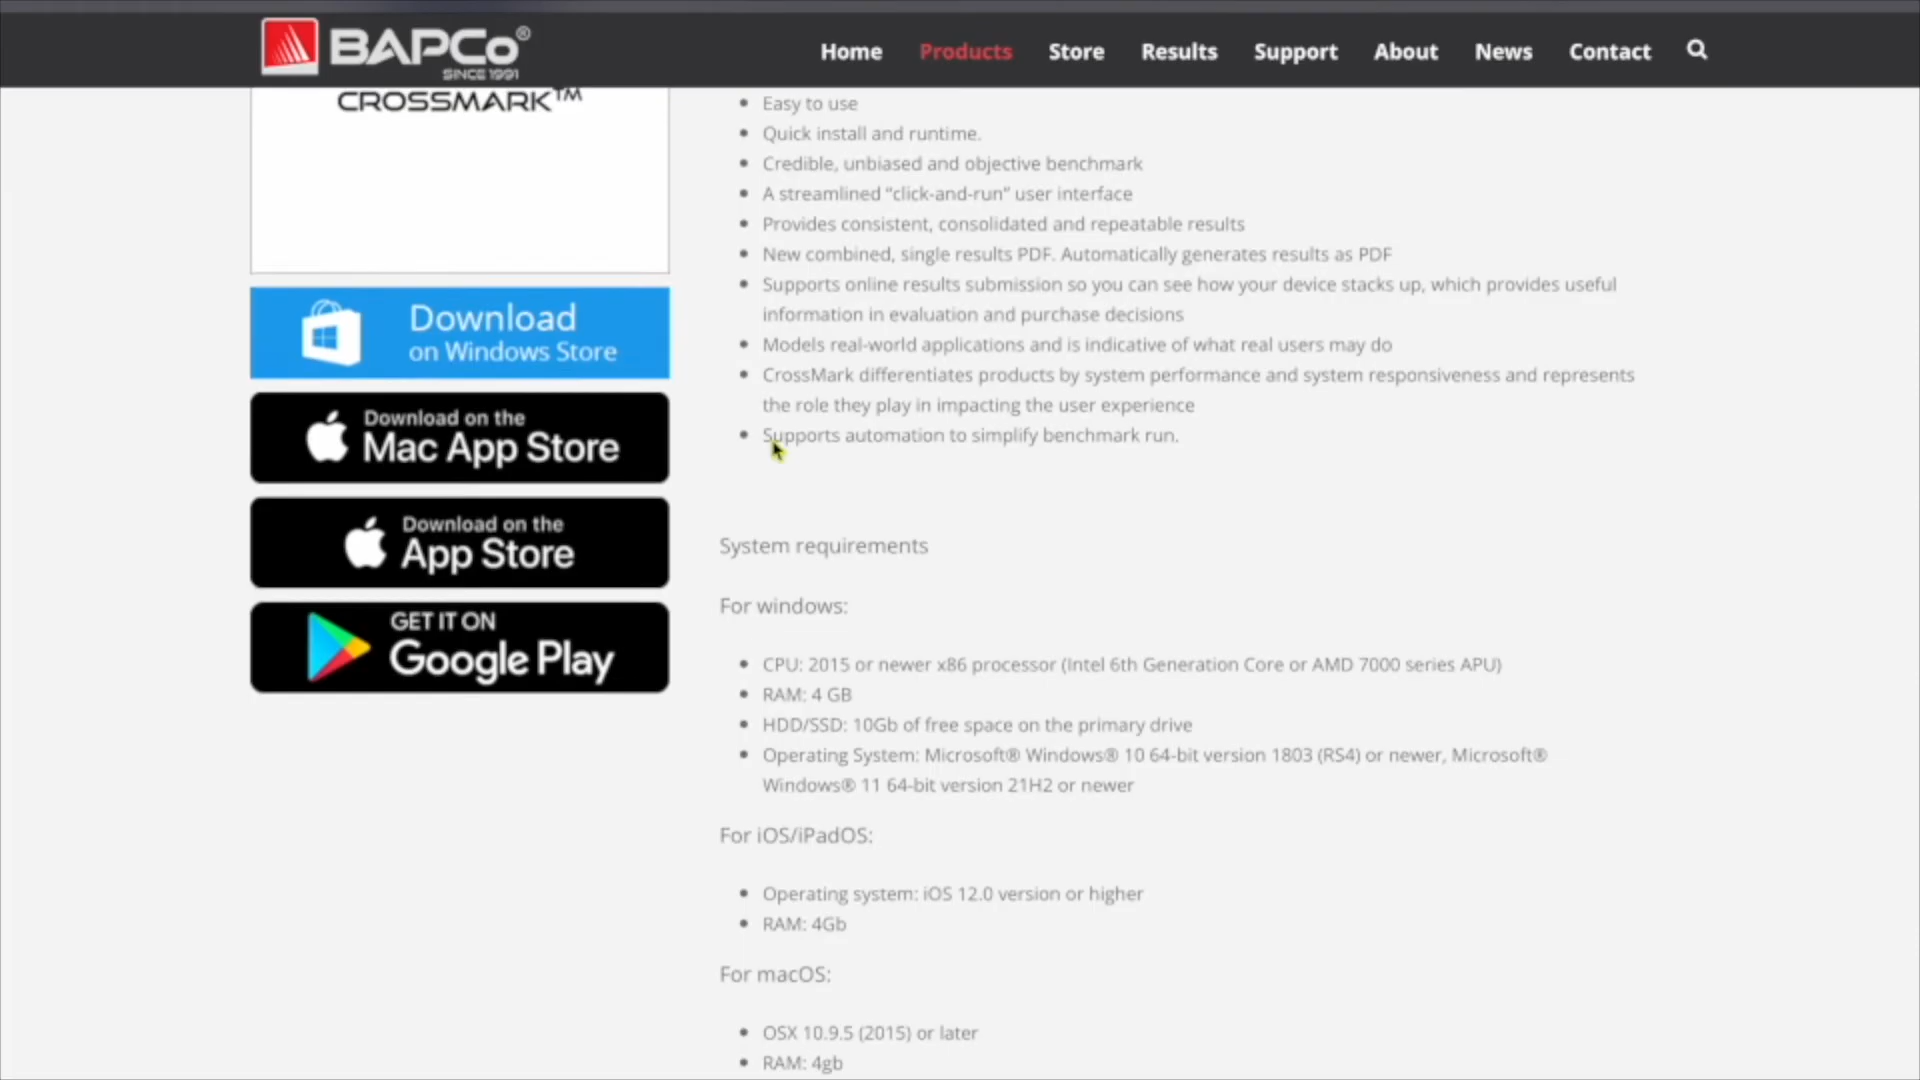 BAPCo®
SINCE 1991
Home Products Store Results Support About News Contact
CROSSMARK™
Download
on Windows Store
Download on the
Mac App Store
Download on the
App Store
GET IT ON
Google Play
Easy to use
Quick install and runtime.
Credible, unbiased and objective benchmark
A streamlined “click-and-run” user interface
Provides consistent, consolidated and repeatable results
New combined, single results PDF. Automatically generates results as PDF
Supports online results submission so you can see how your device stacks up, which provides useful
information in evaluation and purchase decisions
Models real-world applications and is indicative of what real users may do
CrossMark differentiates products by system performance and system responsiveness and represents
the role they play in impacting the user experience
Supports automation to simplify benchmark run.
System requirements
For windows:
CPU: 2015 or newer x86 processor (Intel 6th Generation Core or AMD 7000 series APU)
RAM: 4 GB
HDD/SSD: 10Gb of free space on the primary drive
Operating System: Microsoft® Windows® 10 64-bit version 1803 (RS4) or newer, Microsoft®
Windows® 11 64-bit version 21H2 or newer
For iOS/iPadOS:
Operating system: iOS 12.0 version or higher
RAM: 4Gb
For macOS:
OSX 10.9.5 (2015) or later
RAM: 4gb